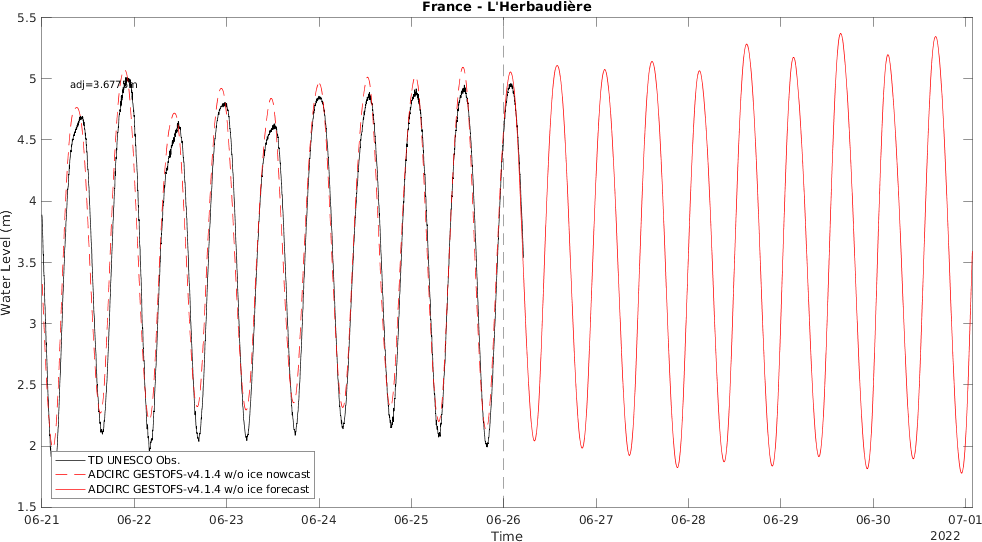 France - L'Herbaudière
5.5
5
4.5
4
3.5
3
2.5
2
1.5
Water Level (m)
TD UNESCO Obs.
ADCIRC GESTOFS-v4.1.4 w/o ice nowcast
ADCIRC GESTOFS-v4.1.4 w/o ice forecast
06-21 06-22 06-23 06-24 06-25 06-26 06-27 06-28 06-29 06-30 07-01
Time
2022